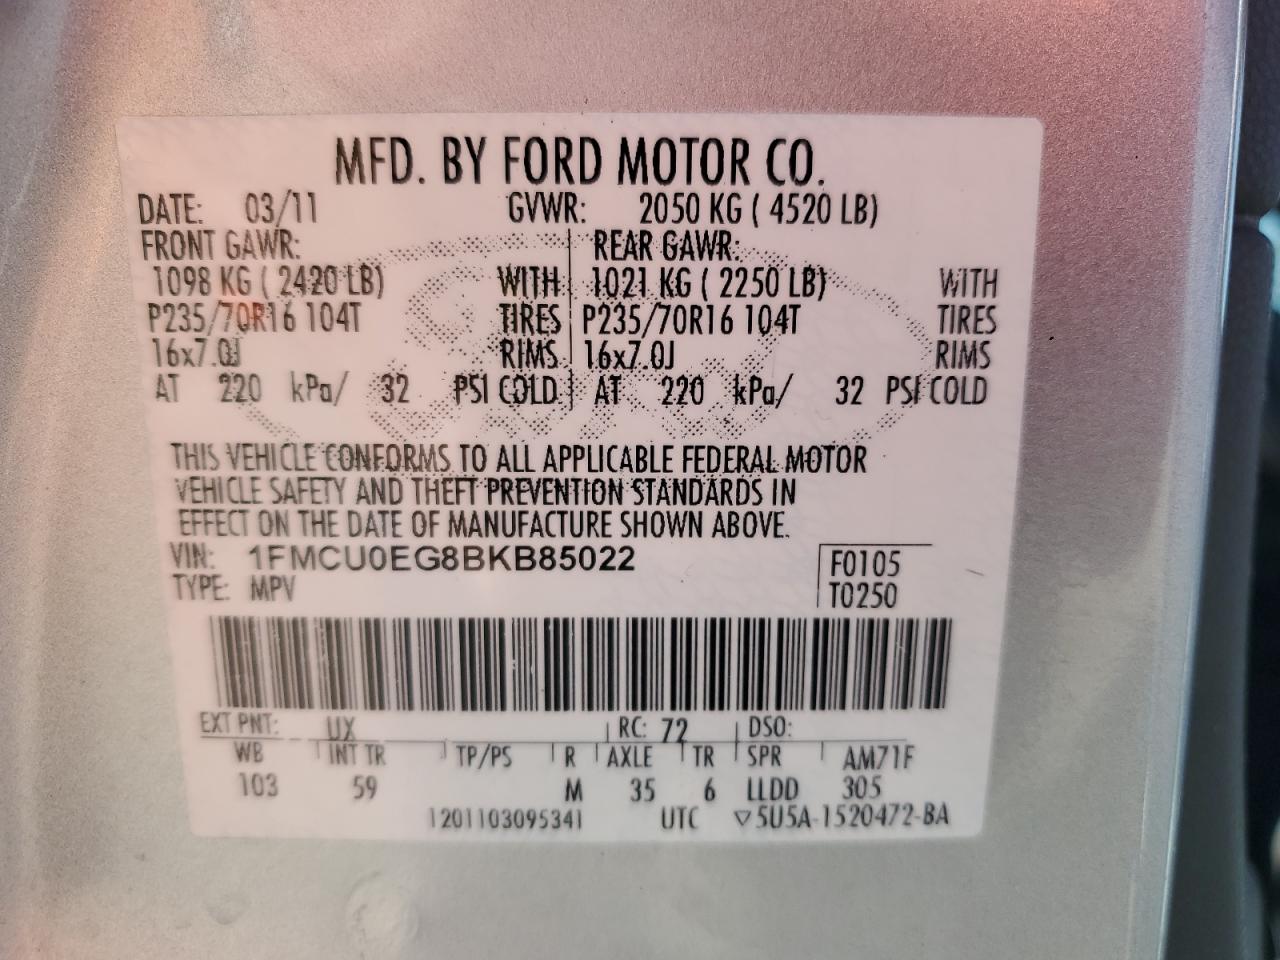 MFD. BY FORD MOTOR CO.
DATE: 03/11 GVWR: 2050 KG ( 4520 LB)
FRONT GAWR: REAR GAWR:
1098 KG ( 2420 LB) WITH 1021 KG ( 2250 LB) WITH
P235/70R16 104T TIRES P235/70R16 104T TIRES
16x7.0J RIMS 16x7.0J RIMS
AT 220 kPa/ 32 PSI COLD AT 220 kPa/ 32 PSI COLD
THIS VEHICLE CONFORMS TO ALL APPLICABLE FEDERAL MOTOR
VEHICLE SAFETY AND THEFT PREVENTION STANDARDS IN
EFFECT ON THE DATE OF MANUFACTURE SHOWN ABOVE.
VIN: 1FMCU0EG8BKB85022 F0105
TYPE: MPV T0250
EXT PNT: UX RC: 72 DSO:
WB INT TR TP/PS R AXLE TR SPR AM71F
103 59 M 35 6 LLDD 305
1201103095341 UTC ▽5U5A-1520472-BA